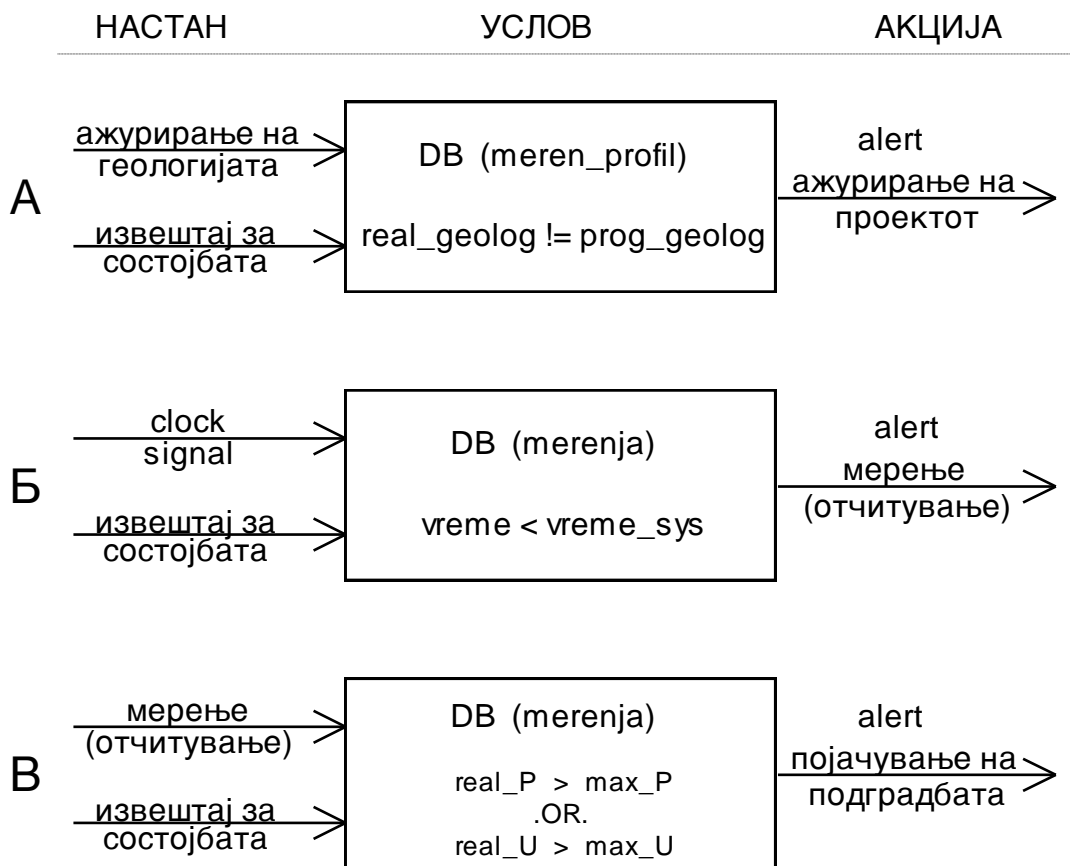 НАСТАН УСЛОВ АКЦИЈА
А
ажурирање на
геологијата
извештај за
состојбата
DB (meren_profil)
real_geolog != prog_geolog
alert
ажурирање на
проектот
Б
clock
signal
извештај за
состојбата
DB (merenja)
vreme < vreme_sys
alert
мерење
(отчитување)
В
мерење
(отчитување)
извештај за
состојбата
DB (merenja)
real_P > max_P
.OR.
real_U > max_U
alert
појачување на
подградбата